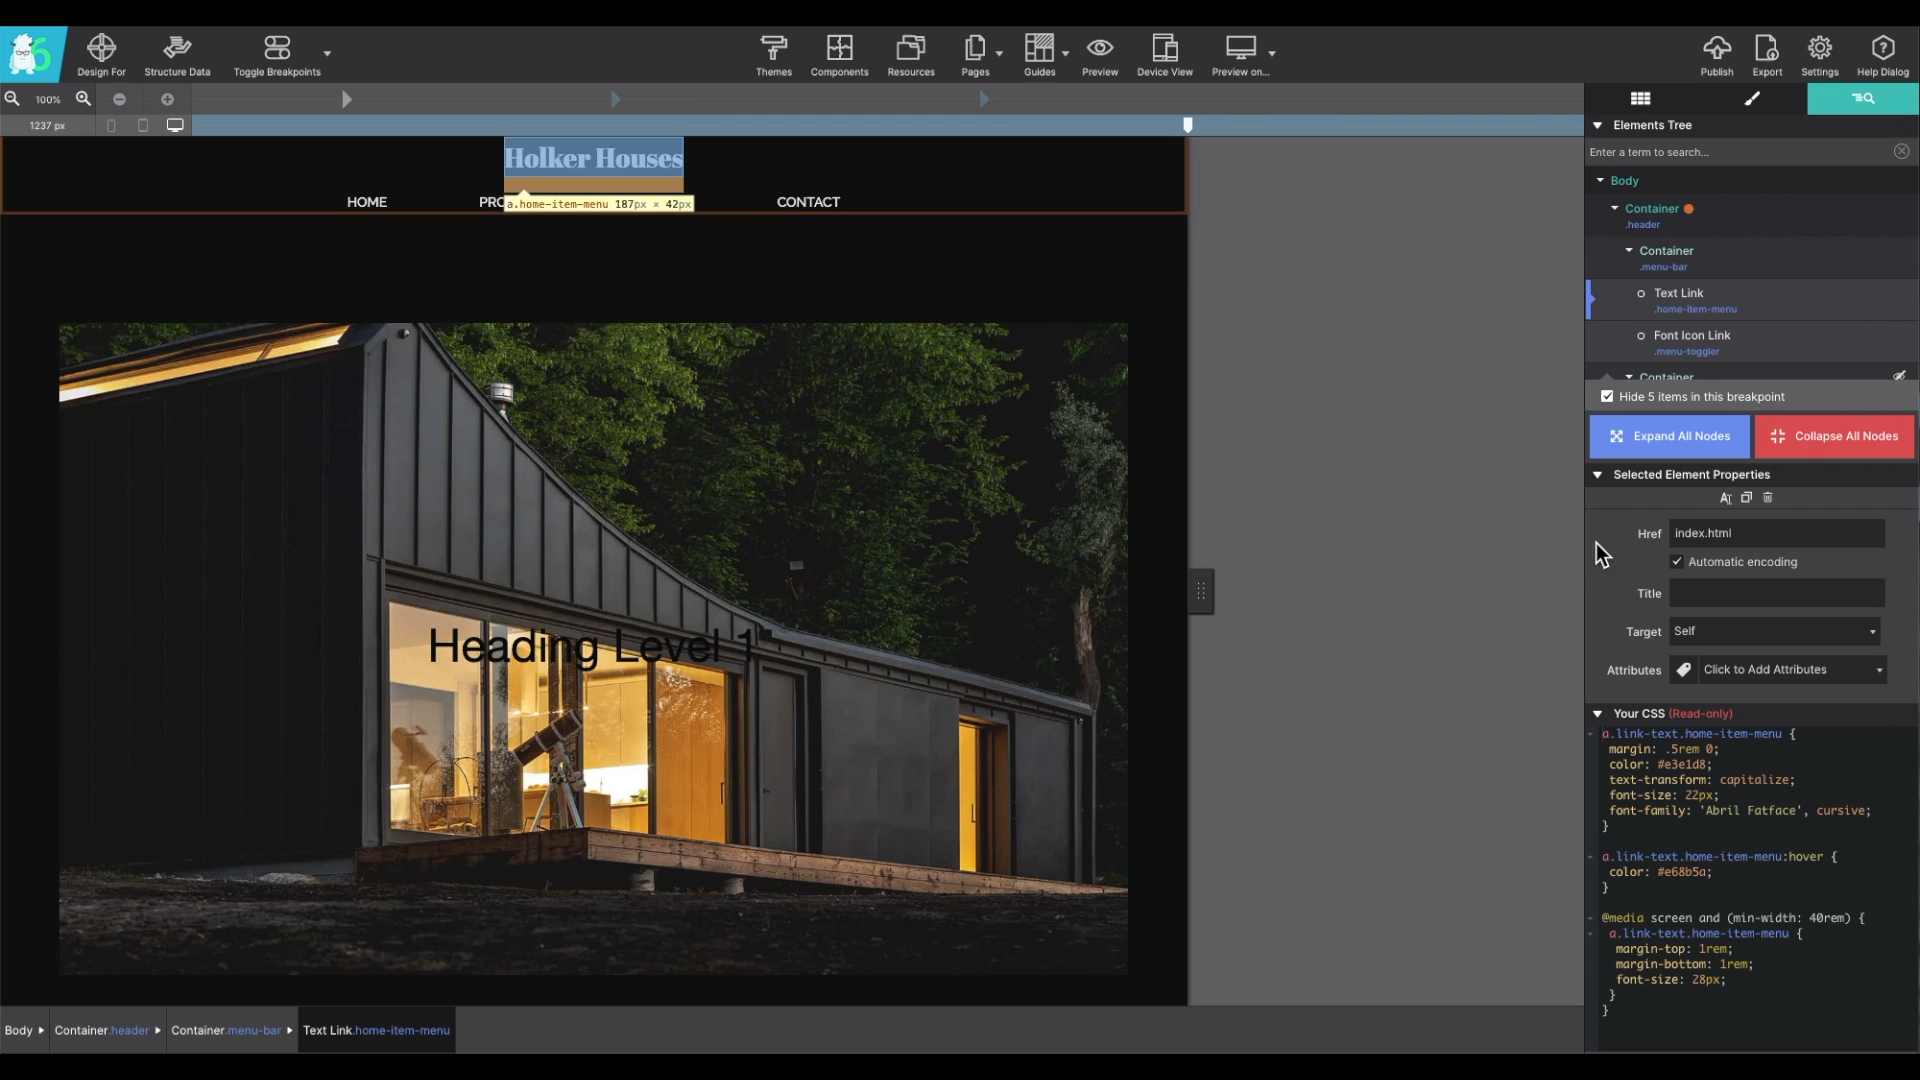 Design For
Structure Data
Toggle Breakpoints
Themes
Components
Resources
Pages
Guides
Preview
Device View
Preview on...
Publish
Export
Settings
Help Dialog
100%
1237 px
Holker Houses
HOME
PRO
CONTACT
a.home-item-menu 187px × 42px
Heading Level 1
Elements Tree
Enter a term to search...
Body
Container
.header
Container
.menu-bar
Text Link
.home-item-menu
Font Icon Link
.menu-toggler
Container
Hide 5 items in this breakpoint
Expand All Nodes
Collapse All Nodes
Selected Element Properties
Href
index.html
Automatic encoding
Title
Target
Self
Attributes
Click to Add Attributes
Your CSS (Read-only)
a.link-text.home-item-menu {
margin: .5rem 0;
color: #e3e1d8;
text-transform: capitalize;
font-size: 22px;
font-family: 'Abril Fatface', cursive;
}
a.link-text.home-item-menu:hover {
color: #e68b5a;
}
@media screen and (min-width: 40rem) {
a.link-text.home-item-menu {
margin-top: 1rem;
margin-bottom: 1rem;
font-size: 28px;
}
}
Body
Container.header
Container.menu-bar
Text Link.home-item-menu